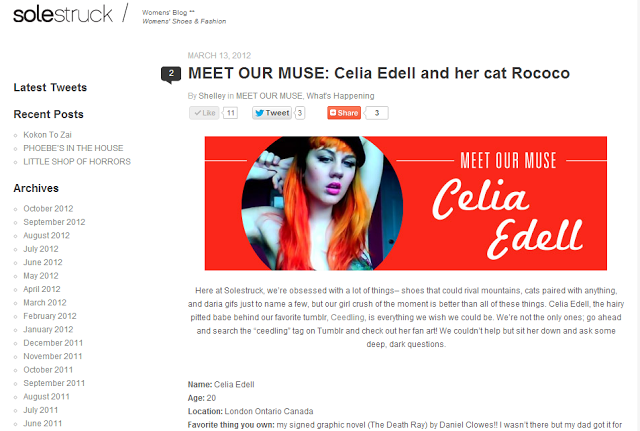 solestruck /
Womens' Blog **
Womens' Shoes & Fashion
Latest Tweets
Recent Posts
Kokon To Zai
PHOEBE'S IN THE HOUSE
LITTLE SHOP OF HORRORS
Archives
October 2012
September 2012
August 2012
July 2012
June 2012
May 2012
April 2012
March 2012
February 2012
January 2012
December 2011
November 2011
October 2011
September 2011
August 2011
July 2011
June 2011
MARCH 13, 2012
2
MEET OUR MUSE: Celia Edell and her cat Rococo
By Shelley in MEET OUR MUSE, What's Happening
Like 11 Tweet 3 Share 3
MEET OUR MUSE
Celia
Edell
Here at Solestruck, we're obsessed with a lot of things– shoes that could rival mountains, cats paired with anything,
and daria gifs just to name a few, but our girl crush of the moment is better than all of these things. Celia Edell, the hairy
pitted babe behind our favorite tumblr, Ceedling, is everything we wish we could be. We're not the only ones; go ahead
and search the "ceedling" tag on Tumblr and check out her fan art! We couldn't help but sit her down and ask some
deep, dark questions.
Name: Celia Edell
Age: 20
Location: London Ontario Canada
Favorite thing you own: my signed graphic novel (The Death Ray) by Daniel Clowes!! I wasn't there but my dad got it for